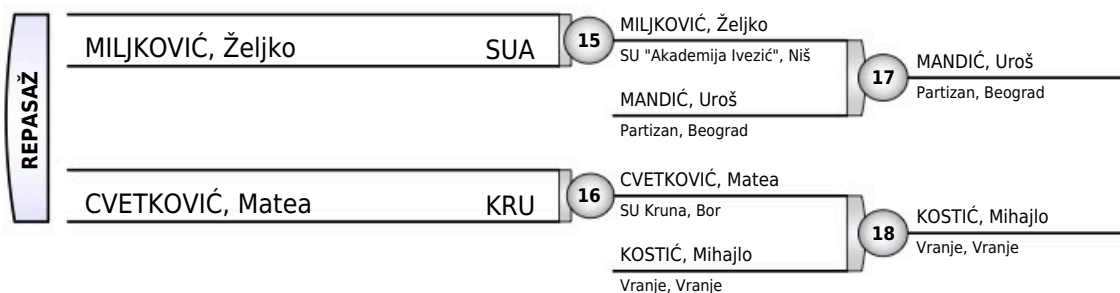 REPASAŽ
MILJKOVIĆ, Željko SUA
15
MILJKOVIĆ, Željko
SU "Akademija Ivezić", Niš
MANDIĆ, Uroš
Partizan, Beograd
17
MANDIĆ, Uroš
Partizan, Beograd
CVETKOVIĆ, Matea KRU
16
CVETKOVIĆ, Matea
SU Kruna, Bor
KOSTIĆ, Mihajlo
Vranje, Vranje
18
KOSTIĆ, Mihajlo
Vranje, Vranje